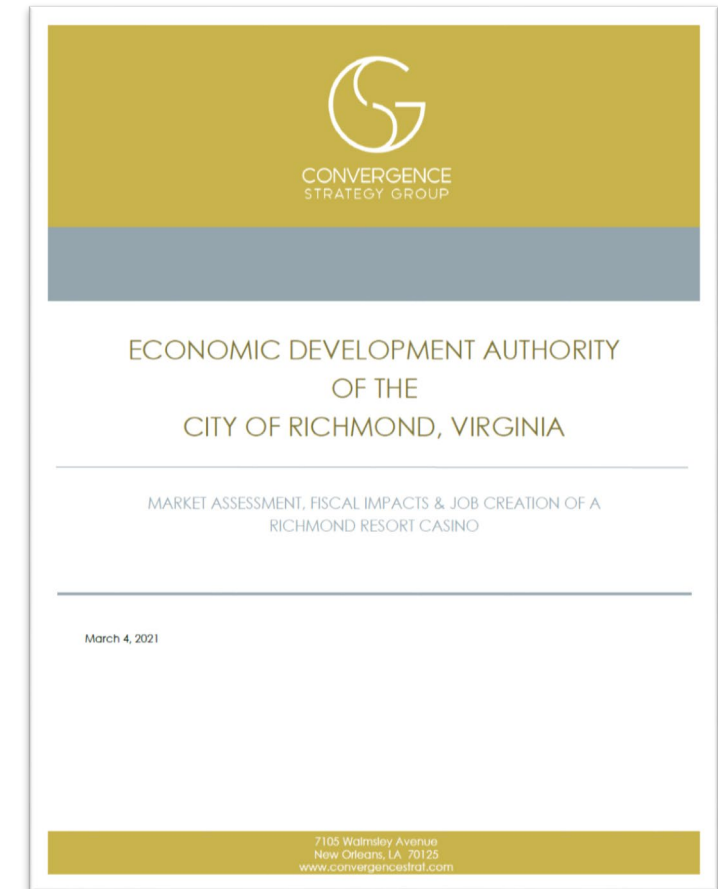 CONVERGENCE
STRATEGY GROUP
ECONOMIC DEVELOPMENT AUTHORITY
OF THE
CITY OF RICHMOND, VIRGINIA
MARKET ASSESSMENT, FISCAL IMPACTS & JOB CREATION OF A
RICHMOND RESORT CASINO
March 4, 2021
7105 Walmsley Avenue
New Orleans, LA 70125
www.convergencestrat.com